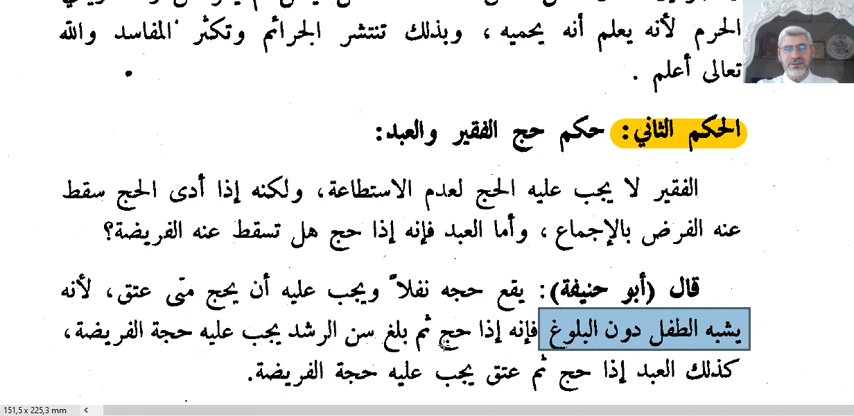 الحرم لأنه يعلم أنه يحميه، وبذلك تنتشر الجرائم وتكثر المفاسد والله
تعالى أعلم.
الحكم الثاني: حكم حج الفقير والعبد:
الفقير لا يجب عليه الحج لعدم الاستطاعة، ولكنه إذا أدى الحج سقط
عنه الفرض بالإجماع، وأما العبد فإنه إذا حج هل تسقط عنه الفريضة؟
قال (أبو حنيفة): يقع حجه نفلاً ويجب عليه أن يحج متى عتق، لأنه
يشبه الطفل دون البلوغ فإنه إذا حج ثم بلغ سن الرشد يجب عليه حجة الفريضة،
كذلك العبد إذا حج ثم عتق يجب عليه حجة الفريضة.
151,5 x 225,3 mm